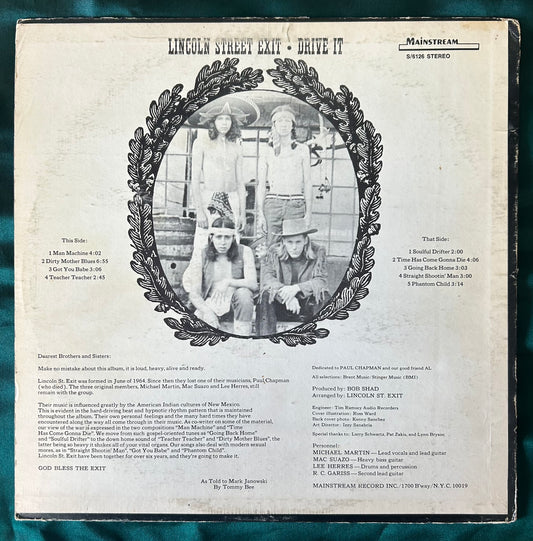 LINCOLN STREET EXIT • DRIVE IT
MAINSTREAM
S/6126 STEREO
This Side:
1 Man Machine 4:02
2 Dirty Mother Blues 6:55
3 Got You Babe 3:06
4 Teacher Teacher 2:45
That Side:
1 Soulful Drifter 2:00
2 Time Has Come Gonna Die 4:06
3 Going Back Home 3:03
4 Straight Shootin' Man 3:00
5 Phantom Child 3:14
Dearest Brothers and Sisters:
Make no mistake about this album, it is loud, heavy, alive and ready.
Lincoln St. Exit was formed in June of 1964. Since then they lost one of their musicians, Paul Chapman
(who died). The three original members, Michael Martin, Mac Suazo and Lee Herres, still
remain with the group.
Their music is influenced greatly by the American Indian cultures of New Mexico.
This is evident in the hard-driving beat and hypnotic rhythm pattern that is maintained
throughout the album. Their own personal feelings and the many hard times they have
encountered along the way all come through in their music. As co-writer on some of the material,
our view of the war is expressed in the two compositions "Man Machine" and "Time
Has Come Gonna Die". We move from such gospel-oriented tunes as "Going Back Home"
and "Soulful Drifter" to the down home sound of "Teacher Teacher" and "Dirty Mother Blues", the
latter being so heavy it shakes all of your vital organs. Our songs also deal with modern sexual
mores, as in "Straight Shootin' Man", "Got You Babe" and "Phantom Child".
Lincoln St. Exit have been together for over six years, and they're going to make it.
GOD BLESS THE EXIT
As Told to Mark Janowski
By Tommy Bee
Dedicated to PAUL CHAPMAN and our good friend AL
All selections: Brent Music/Stinger Music (BMI)
Produced by: BOB SHAD
Arranged by: LINCOLN ST. EXIT
Engineer: Tim Ramsey Audio Recorders
Cover illustration: Stan Ward
Back cover photo: Kenny Sanchez
Art Director: Izzy Sanabria
Special thanks to: Larry Schwartz, Pat Zakis, and Lynn Bryson
Personnel:
MICHAEL MARTIN—Lead vocals and lead guitar
MAC SUAZO—Heavy bass guitar
LEE HERRES—Drums and percussion
R. C. GARISS—Second lead guitar
MAINSTREAM RECORD INC./1700 B'way/N.Y.C. 10019